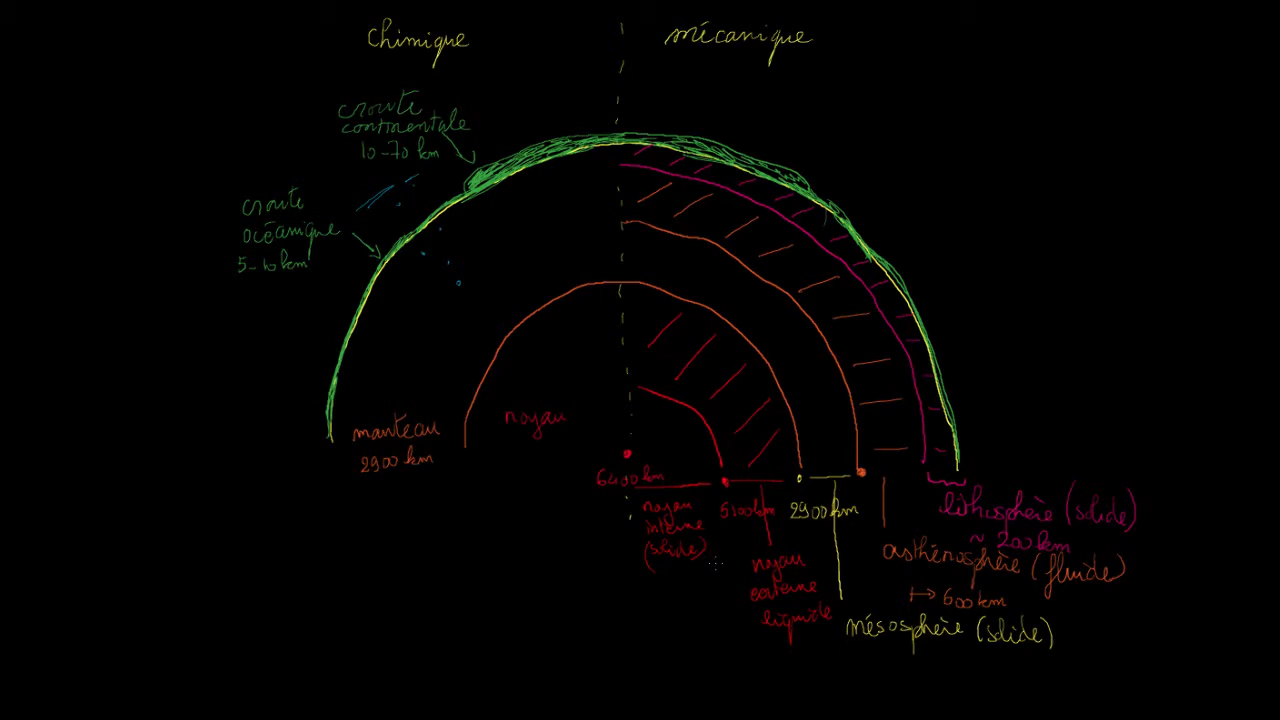 chimique
mécanique
croute
continentale
10-70 km
croute
océanique
5-10 km
manteau
2900 km
noyau
6400 km
noyau
interne
(solide)
5100 km
noyau
externe
liquide
2900 km
mésosphère (solide)
lithosphère (solide)
~ 200 km
asthénosphère (fluide)
↦ 600 km